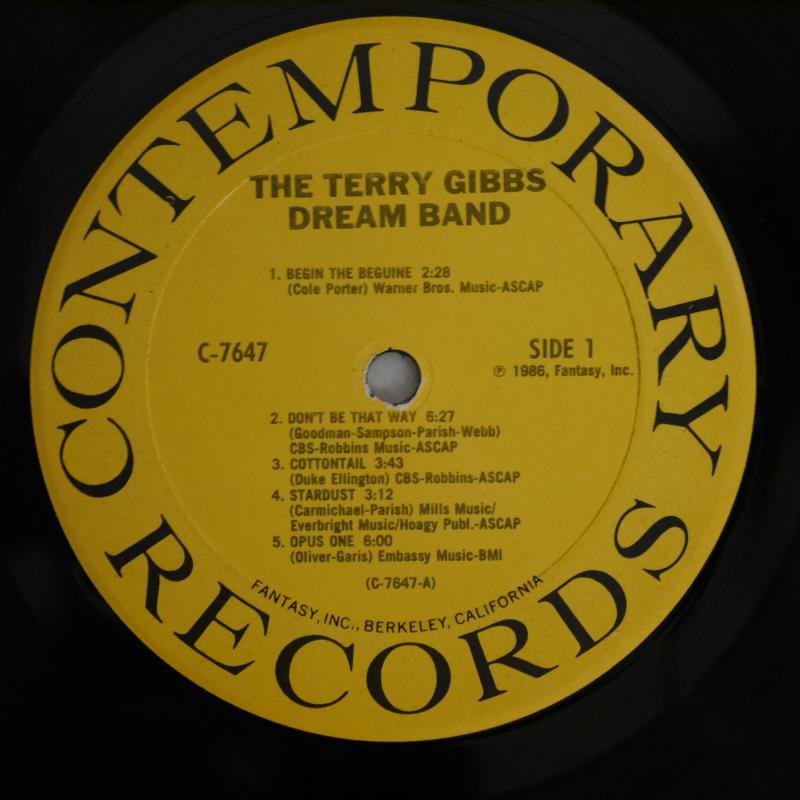 CONTEMPORARY RECORDS
THE TERRY GIBBS
DREAM BAND
1. BEGIN THE BEGUINE 2:28
(Cole Porter) Warner Bros. Music-ASCAP
C-7647
SIDE 1
℗ 1986, Fantasy, Inc.
2. DON'T BE THAT WAY 6:27
(Goodman-Sampson-Parish-Webb)
CBS-Robbins Music-ASCAP
3. COTTONTAIL 3:43
(Duke Ellington) CBS-Robbins-ASCAP
4. STARDUST 3:12
(Carmichael-Parish) Mills Music/
Everbright Music/Hoagy Publ.-ASCAP
5. OPUS ONE 6:00
(Oliver-Garis) Embassy Music-BMI
(C-7647-A)
FANTASY, INC., BERKELEY, CALIFORNIA